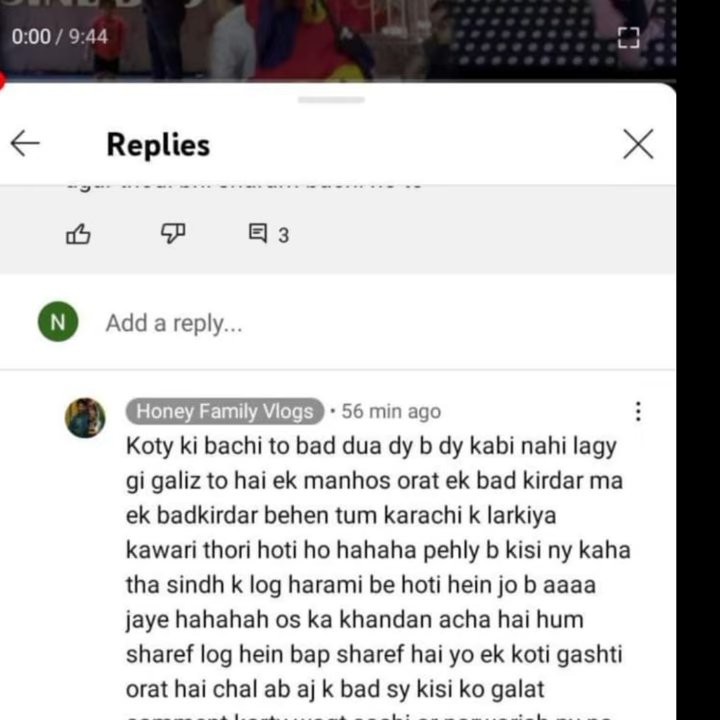 0:00 / 9:44
Replies
3
N
Add a reply...
Honey Family Vlogs • 56 min ago
Koty ki bachi to bad dua dy b dy kabi nahi lagy
gi galiz to hai ek manhos orat ek bad kirdar ma
ek badkirdar behen tum karachi k larkiya
kawari thori hoti ho hahaha pehly b kisi ny kaha
tha sindh k log harami be hoti hein jo b aaaa
jaye hahahah os ka khandan acha hai hum
sharef log hein bap sharef hai yo ek koti gashti
orat hai chal ab aj k bad sy kisi ko galat